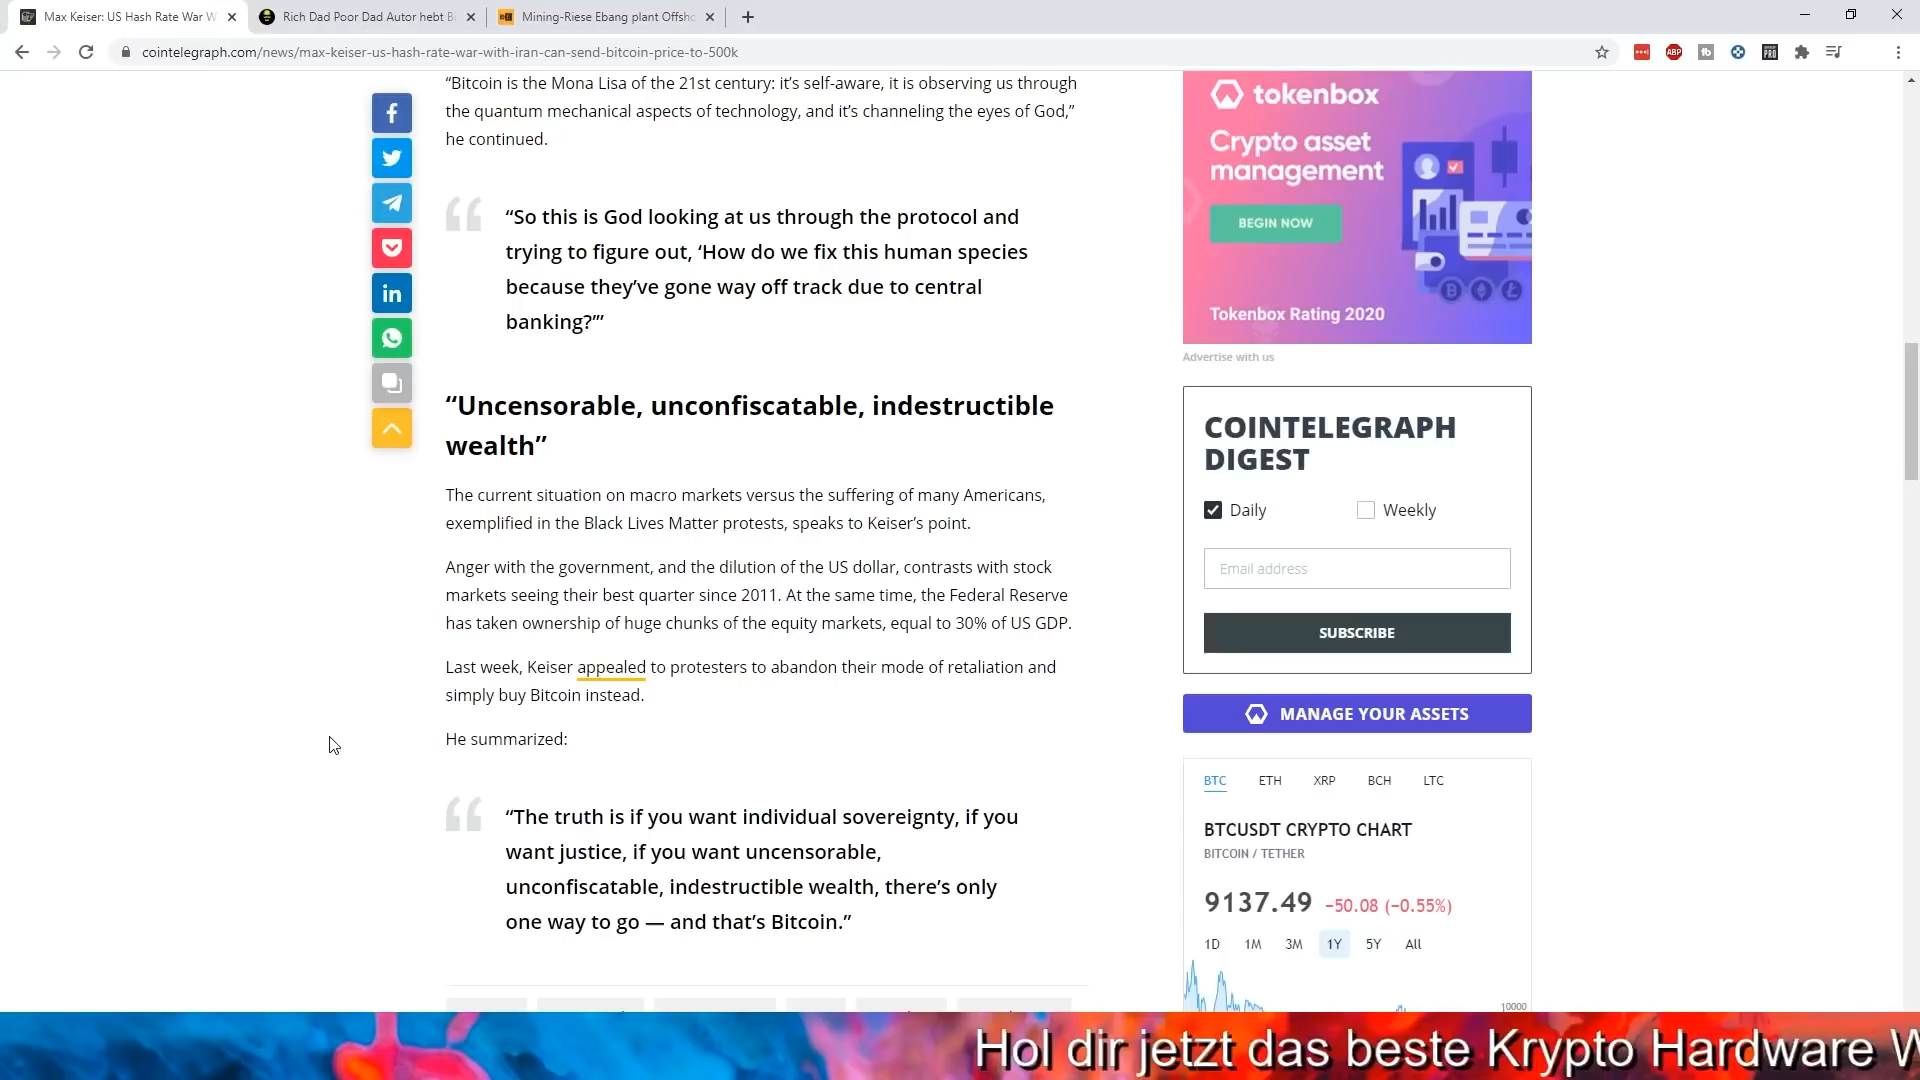 Max Keiser: US Hash Rate War W
Rich Dad Poor Dad Autor hebt Bi
Mining-Riese Ebang plant Offsho
cointelegraph.com/news/max-keiser-us-hash-rate-war-with-iran-can-send-bitcoin-price-to-500k
ABP
PRO
“Bitcoin is the Mona Lisa of the 21st century: it’s self-aware, it is observing us through
the quantum mechanical aspects of technology, and it’s channeling the eyes of God,”
he continued.
“So this is God looking at us through the protocol and
trying to figure out, ‘How do we fix this human species
because they’ve gone way off track due to central
banking?’”
“Uncensorable, unconfiscatable, indestructible
wealth”
The current situation on macro markets versus the suffering of many Americans,
exemplified in the Black Lives Matter protests, speaks to Keiser’s point.
Anger with the government, and the dilution of the US dollar, contrasts with stock
markets seeing their best quarter since 2011. At the same time, the Federal Reserve
has taken ownership of huge chunks of the equity markets, equal to 30% of US GDP.
Last week, Keiser appealed to protesters to abandon their mode of retaliation and
simply buy Bitcoin instead.
He summarized:
“The truth is if you want individual sovereignty, if you
want justice, if you want uncensorable,
unconfiscatable, indestructible wealth, there’s only
one way to go — and that’s Bitcoin.”
tokenbox
Crypto asset
management
BEGIN NOW
Tokenbox Rating 2020
Advertise with us
COINTELEGRAPH
DIGEST
Daily
Weekly
Email address
SUBSCRIBE
MANAGE YOUR ASSETS
BTC ETH XRP BCH LTC
BTCUSDT CRYPTO CHART
BITCOIN / TETHER
9137.49 −50.08 (−0.55%)
1D 1M 3M 1Y 5Y All
10000
Hol dir jetzt das beste Krypto Hardware W